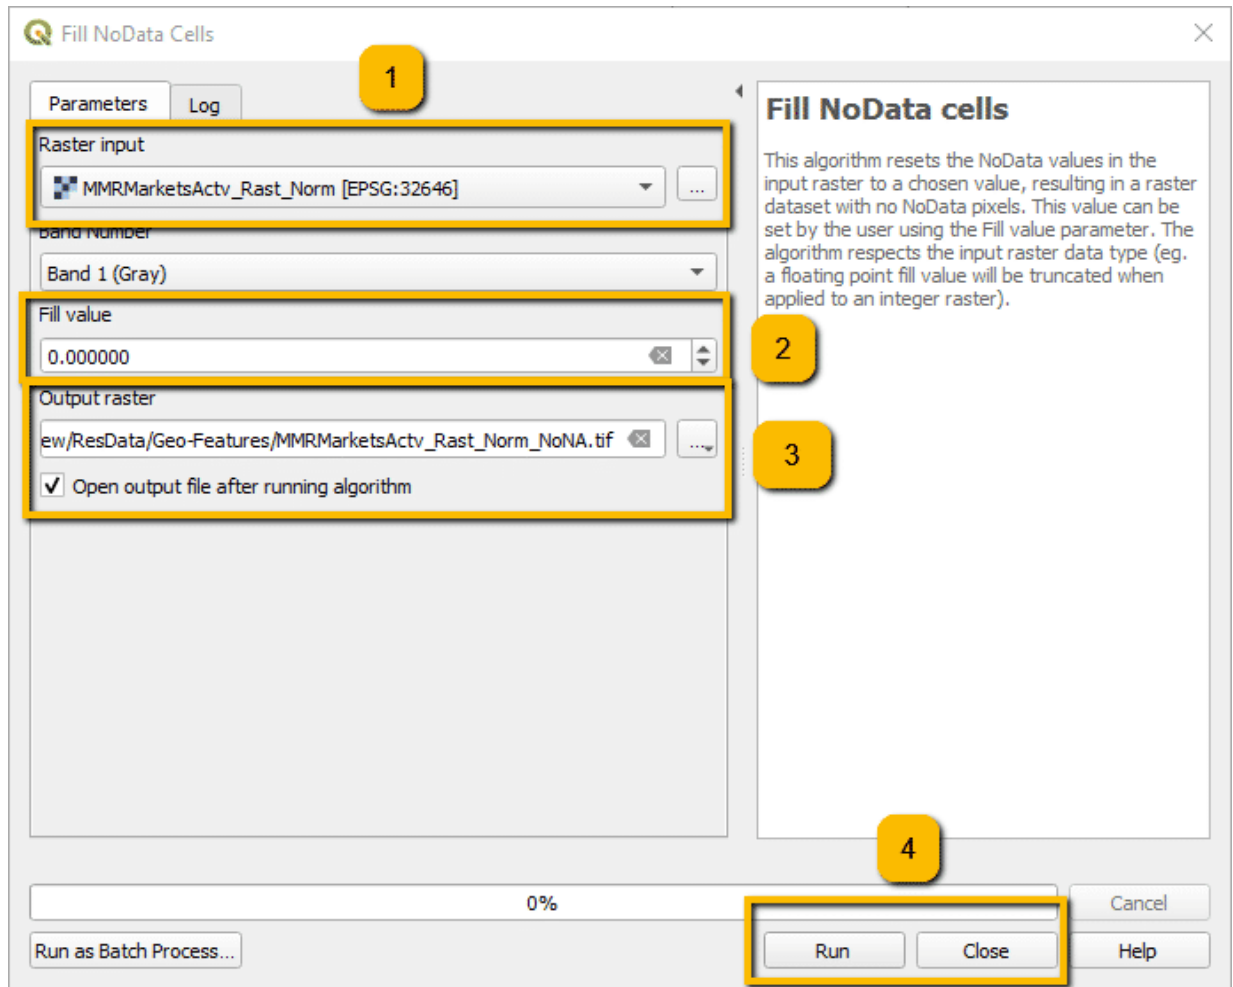 Fill NoData Cells
1
Parameters
Log
Raster input
MMRMarketsActv_Rast_Norm [EPSG:32646]
...
Band Number
Band 1 (Gray)
Fill value
0.000000
2
Output raster
ew/ResData/Geo-Features/MMRMarketsActv_Rast_Norm_NoNA.tif
...
3
Open output file after running algorithm
Fill NoData cells
This algorithm resets the NoData values in the
input raster to a chosen value, resulting in a raster
dataset with no NoData pixels. This value can be
set by the user using the Fill value parameter. The
algorithm respects the input raster data type (eg.
a floating point fill value will be truncated when
applied to an integer raster).
4
0%
Cancel
Run as Batch Process...
Run
Close
Help